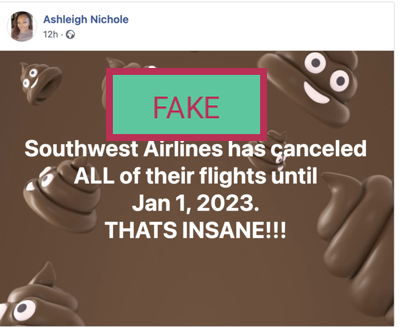 Ashleigh Nichole
12h ·
FAKE
Southwest Airlines has canceled
ALL of their flights until
Jan 1, 2023.
THATS INSANE!!!